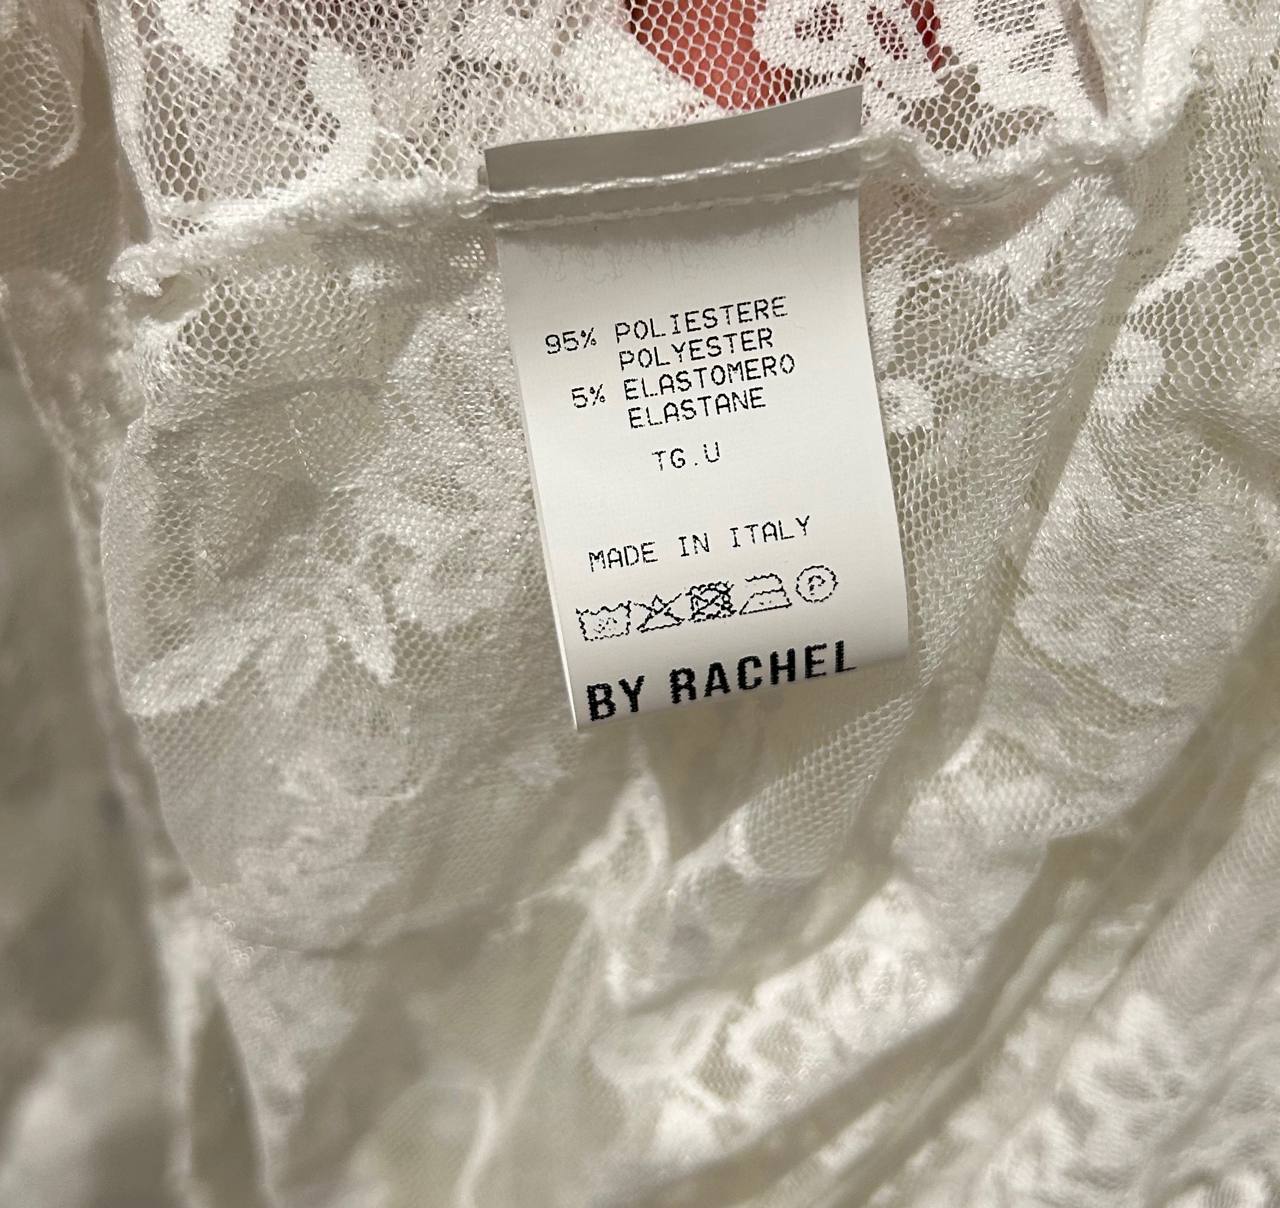 95% POLIESTERE
POLYESTER
5% ELASTOMERO
ELASTANE
TG.U
MADE IN ITALY
P
BY RACHEL